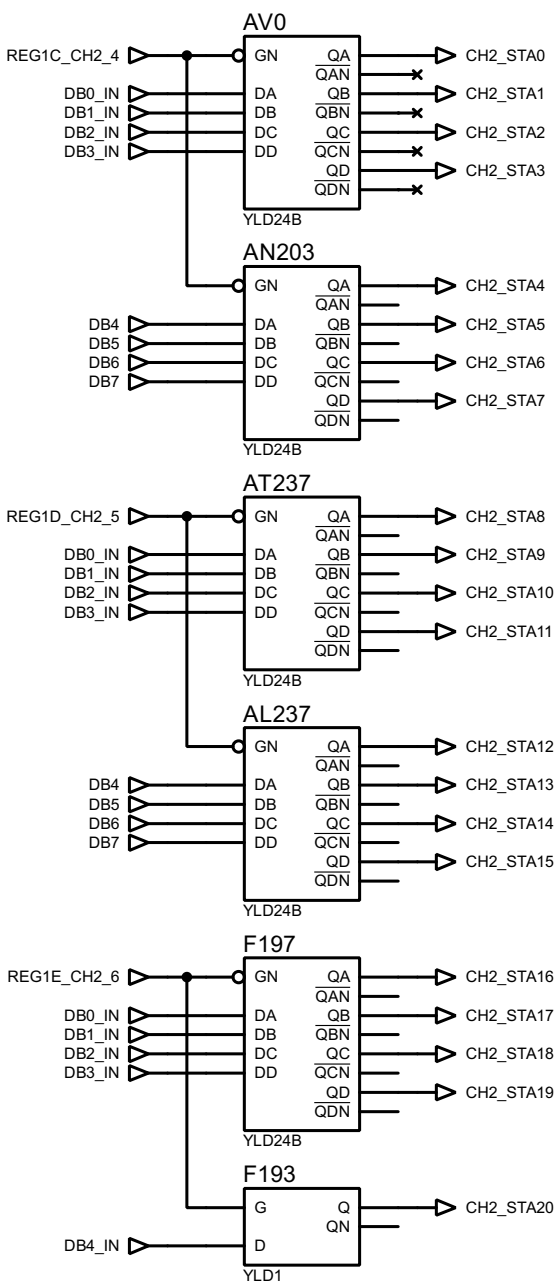 AV0
REG1C_CH2_4 GN QA CH2_STA0
QAN
DB0_IN DA QB CH2_STA1
DB1_IN DB QBN
DB2_IN DC QC CH2_STA2
DB3_IN DD QCN
QD CH2_STA3
QDN
YLD24B
AN203
GN QA CH2_STA4
QAN
DB4 DA QB CH2_STA5
DB5 DB QBN
DB6 DC QC CH2_STA6
DB7 DD QCN
QD CH2_STA7
QDN
YLD24B
AT237
REG1D_CH2_5 GN QA CH2_STA8
QAN
DB0_IN DA QB CH2_STA9
DB1_IN DB QBN
DB2_IN DC QC CH2_STA10
DB3_IN DD QCN
QD CH2_STA11
QDN
YLD24B
AL237
GN QA CH2_STA12
QAN
DB4 DA QB CH2_STA13
DB5 DB QBN
DB6 DC QC CH2_STA14
DB7 DD QCN
QD CH2_STA15
QDN
YLD24B
F197
REG1E_CH2_6 GN QA CH2_STA16
QAN
DB0_IN DA QB CH2_STA17
DB1_IN DB QBN
DB2_IN DC QC CH2_STA18
DB3_IN DD QCN
QD CH2_STA19
QDN
YLD24B
F193
G Q CH2_STA20
QN
DB4_IN D
YLD1